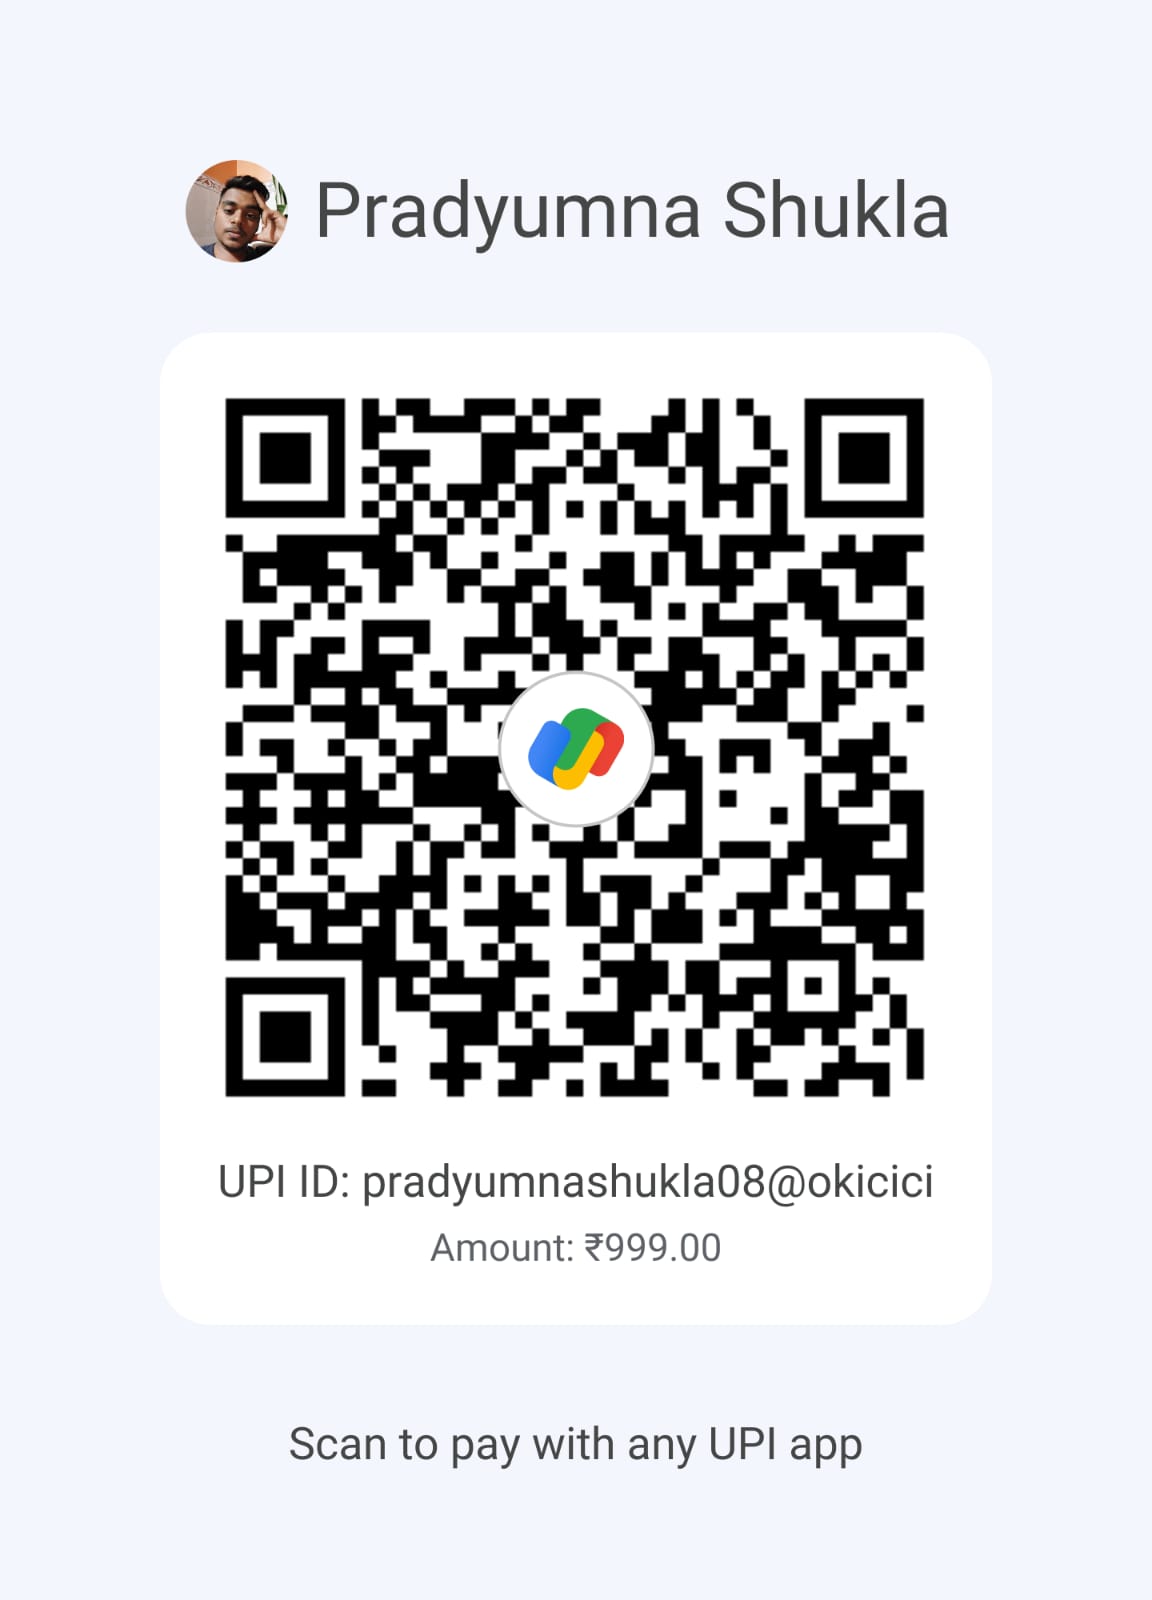 Pradyumna Shukla
UPI ID: pradyumnashukla08@okicici
Amount: ₹999.00
Scan to pay with any UPI app